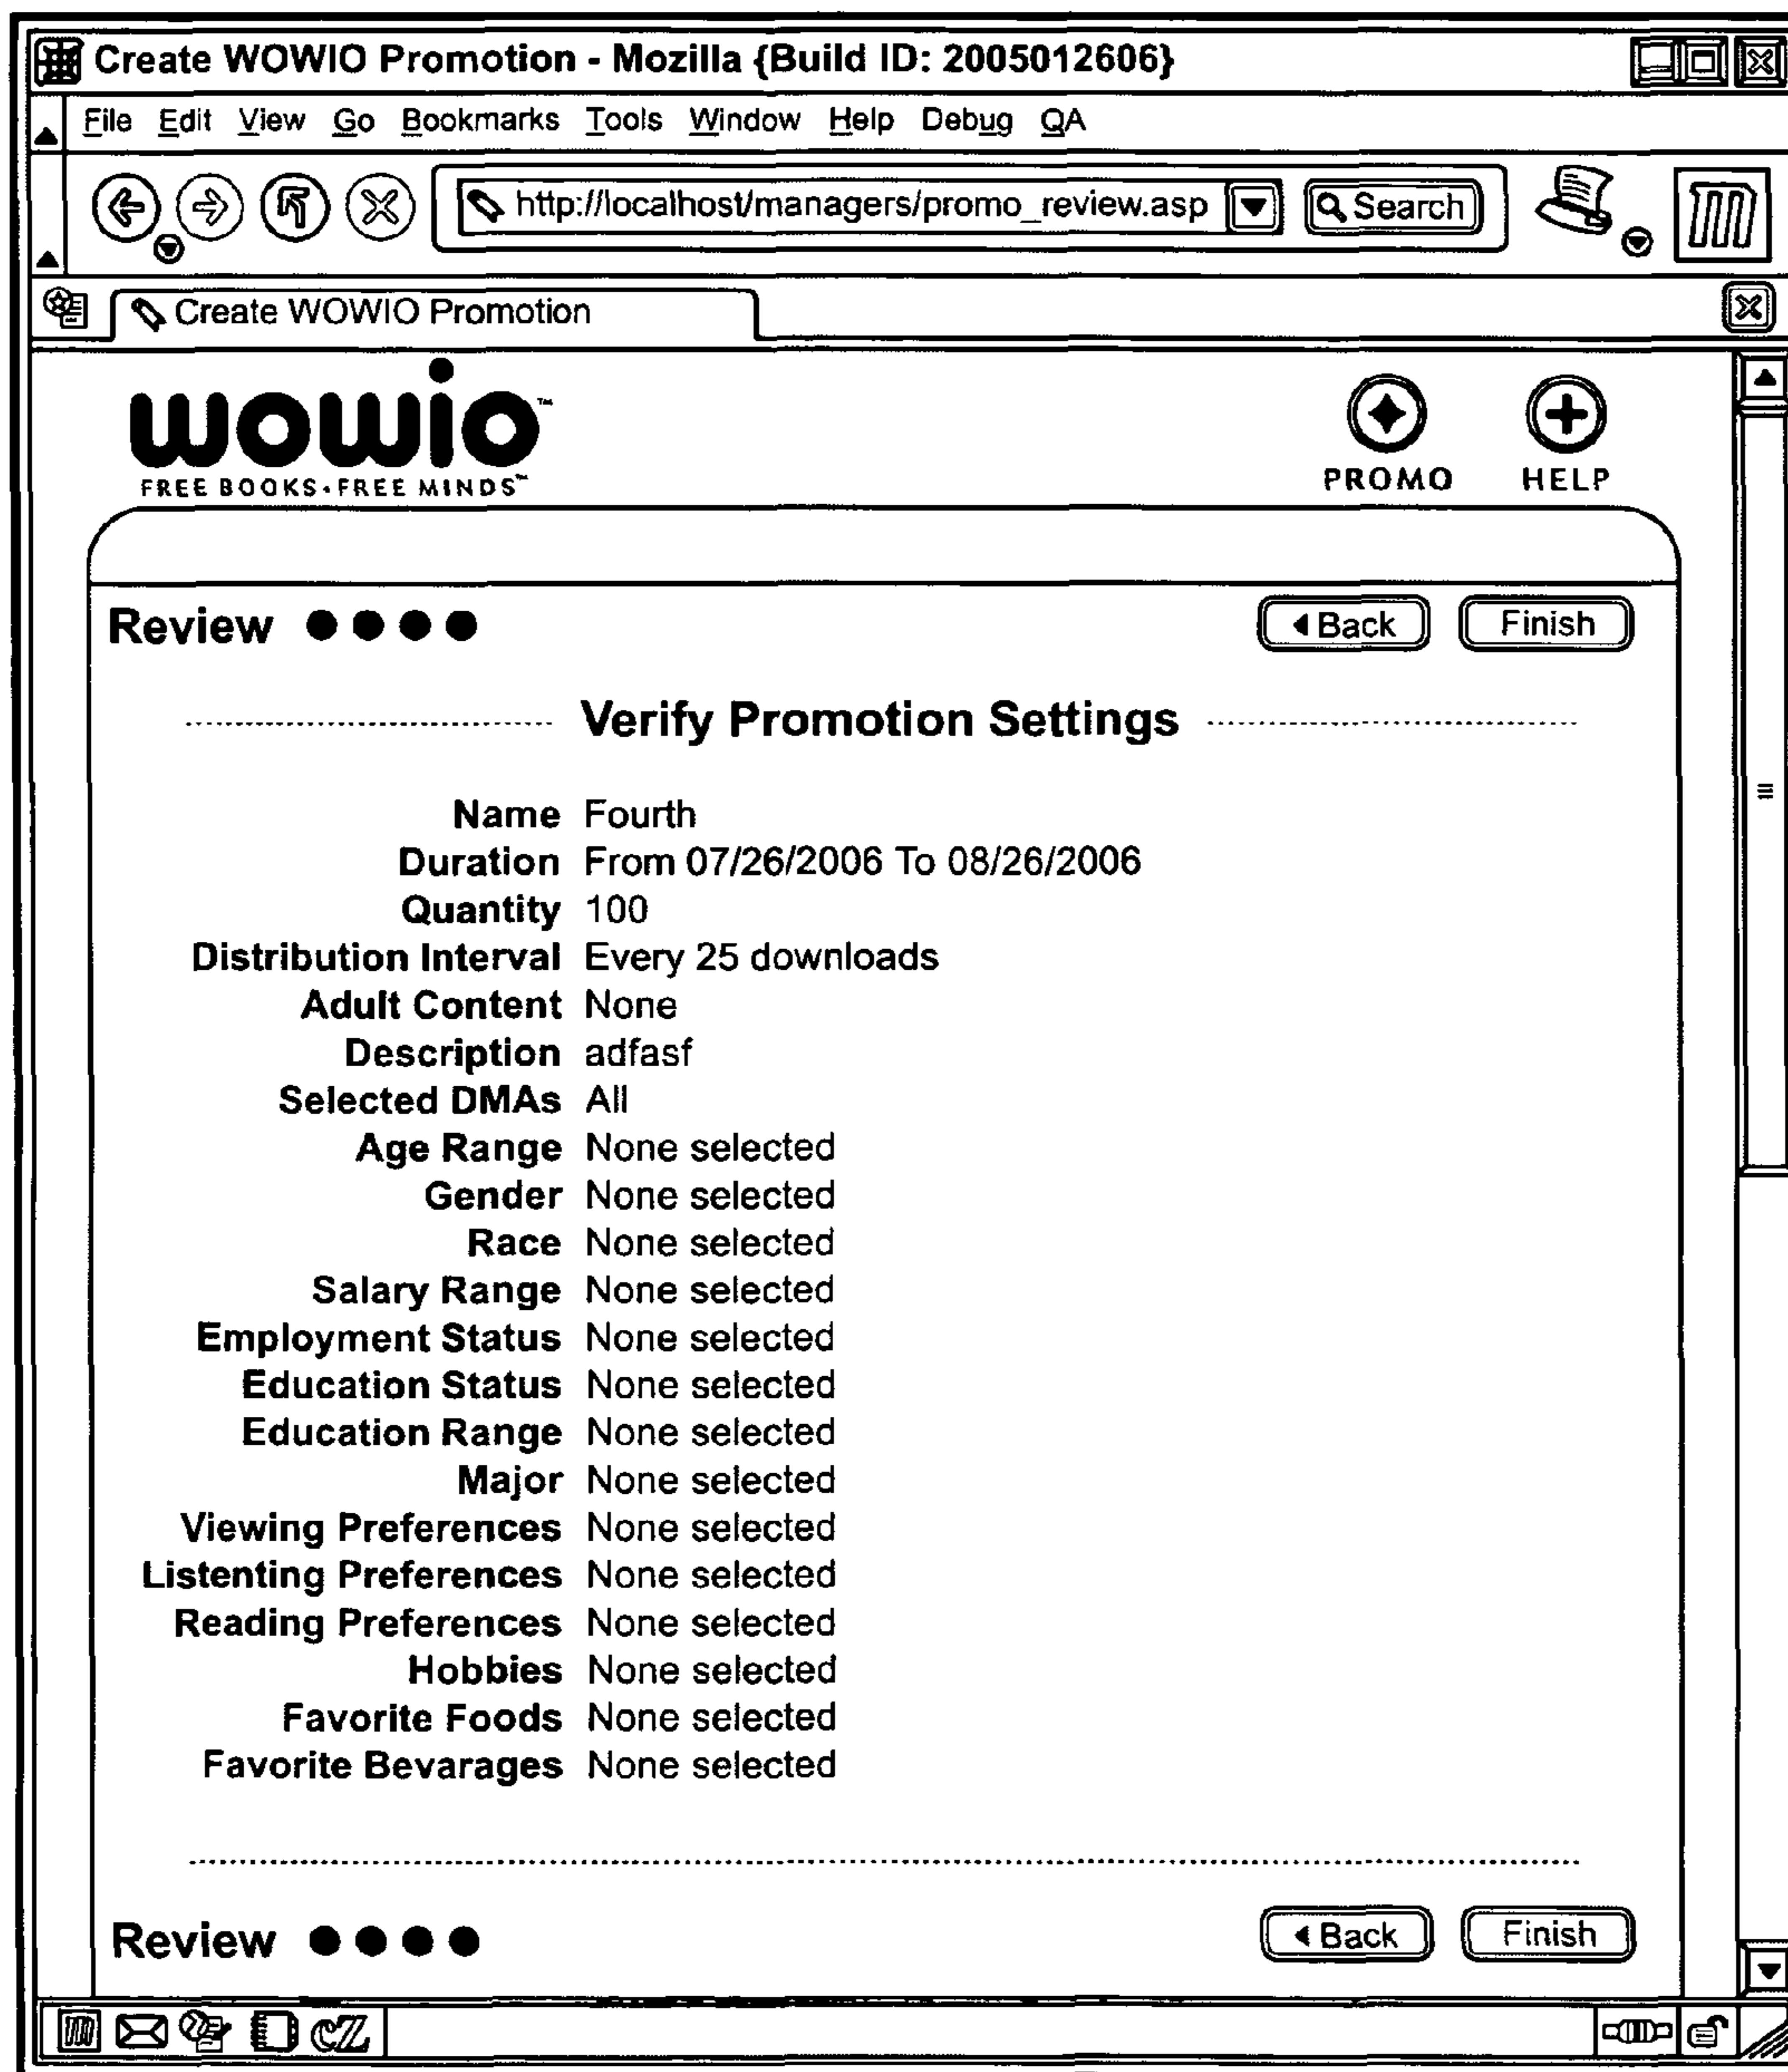 Create WOWIO Promotion - Mozilla {Build ID: 2005012606}
File Edit View Go Bookmarks Tools Window Help Debug QA
http://localhost/managers/promo_review.asp Search
Create WOWIO Promotion
wowio™
FREE BOOKS•FREE MINDS™
PROMO HELP
Review Back Finish
Verify Promotion Settings
Name Fourth
Duration From 07/26/2006 To 08/26/2006
Quantity 100
Distribution Interval Every 25 downloads
Adult Content None
Description adfasf
Selected DMAs All
Age Range None selected
Gender None selected
Race None selected
Salary Range None selected
Employment Status None selected
Education Status None selected
Education Range None selected
Major None selected
Viewing Preferences None selected
Listenting Preferences None selected
Reading Preferences None selected
Hobbies None selected
Favorite Foods None selected
Favorite Bevarages None selected
Review Back Finish
cZ